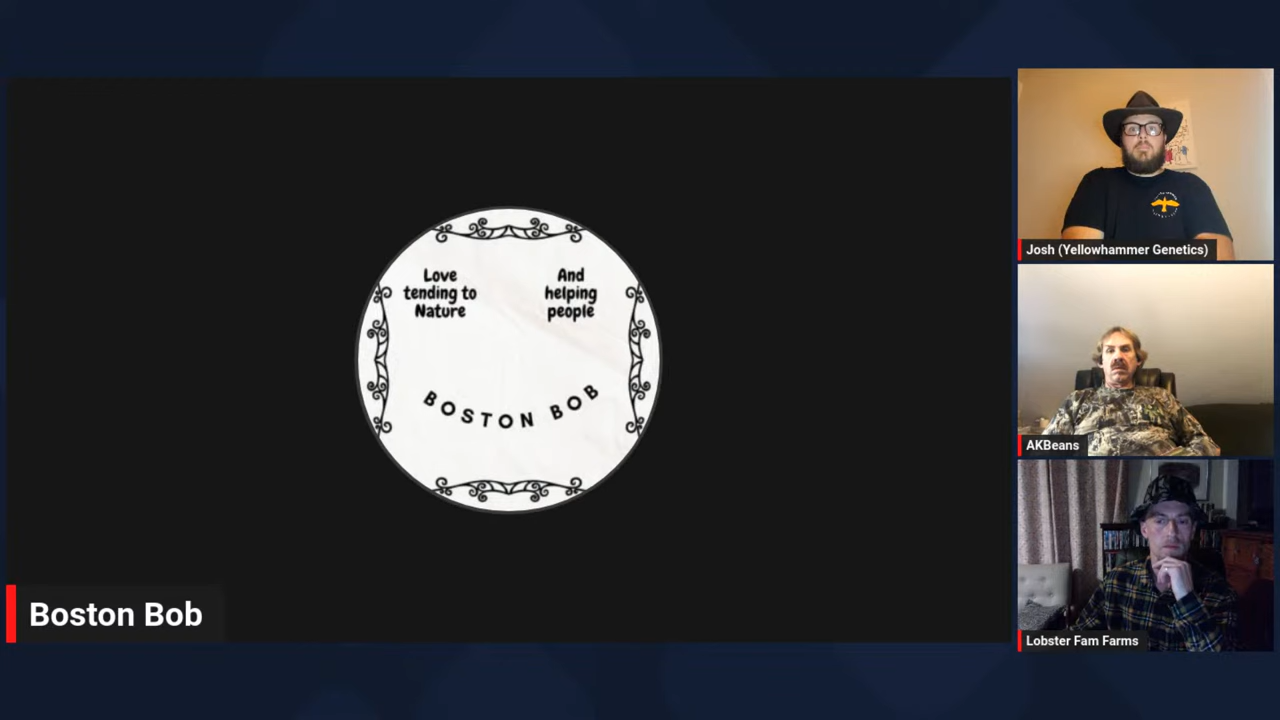 Love
tending to
Nature
And
helping
people
BOSTON BOB
Boston Bob
Josh (Yellowhammer Genetics)
AKBeans
Lobster Fam Farms